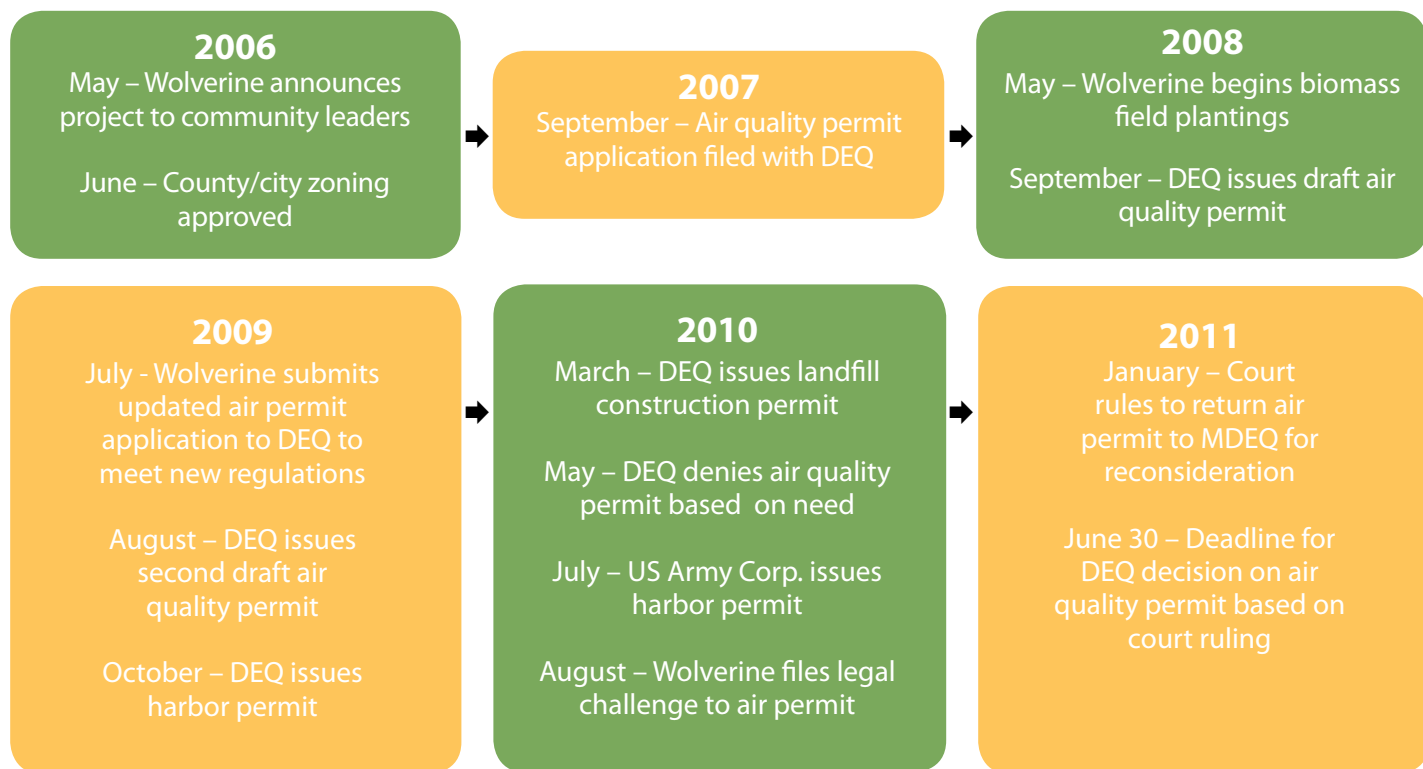 2006
May – Wolverine announces
project to community leaders
June – County/city zoning
approved
2007
September – Air quality permit
application filed with DEQ
2008
May – Wolverine begins biomass
field plantings
September – DEQ issues draft air
quality permit
2009
July - Wolverine submits
updated air permit
application to DEQ to
meet new regulations
August – DEQ issues
second draft air
quality permit
October – DEQ issues
harbor permit
2010
March – DEQ issues landfill
construction permit
May – DEQ denies air quality
permit based  on need
July – US Army Corp. issues
harbor permit
August – Wolverine files legal
challenge to air permit
2011
January – Court
rules to return air
permit to MDEQ for
reconsideration
June 30 – Deadline for
DEQ decision on air
quality permit based on
court ruling